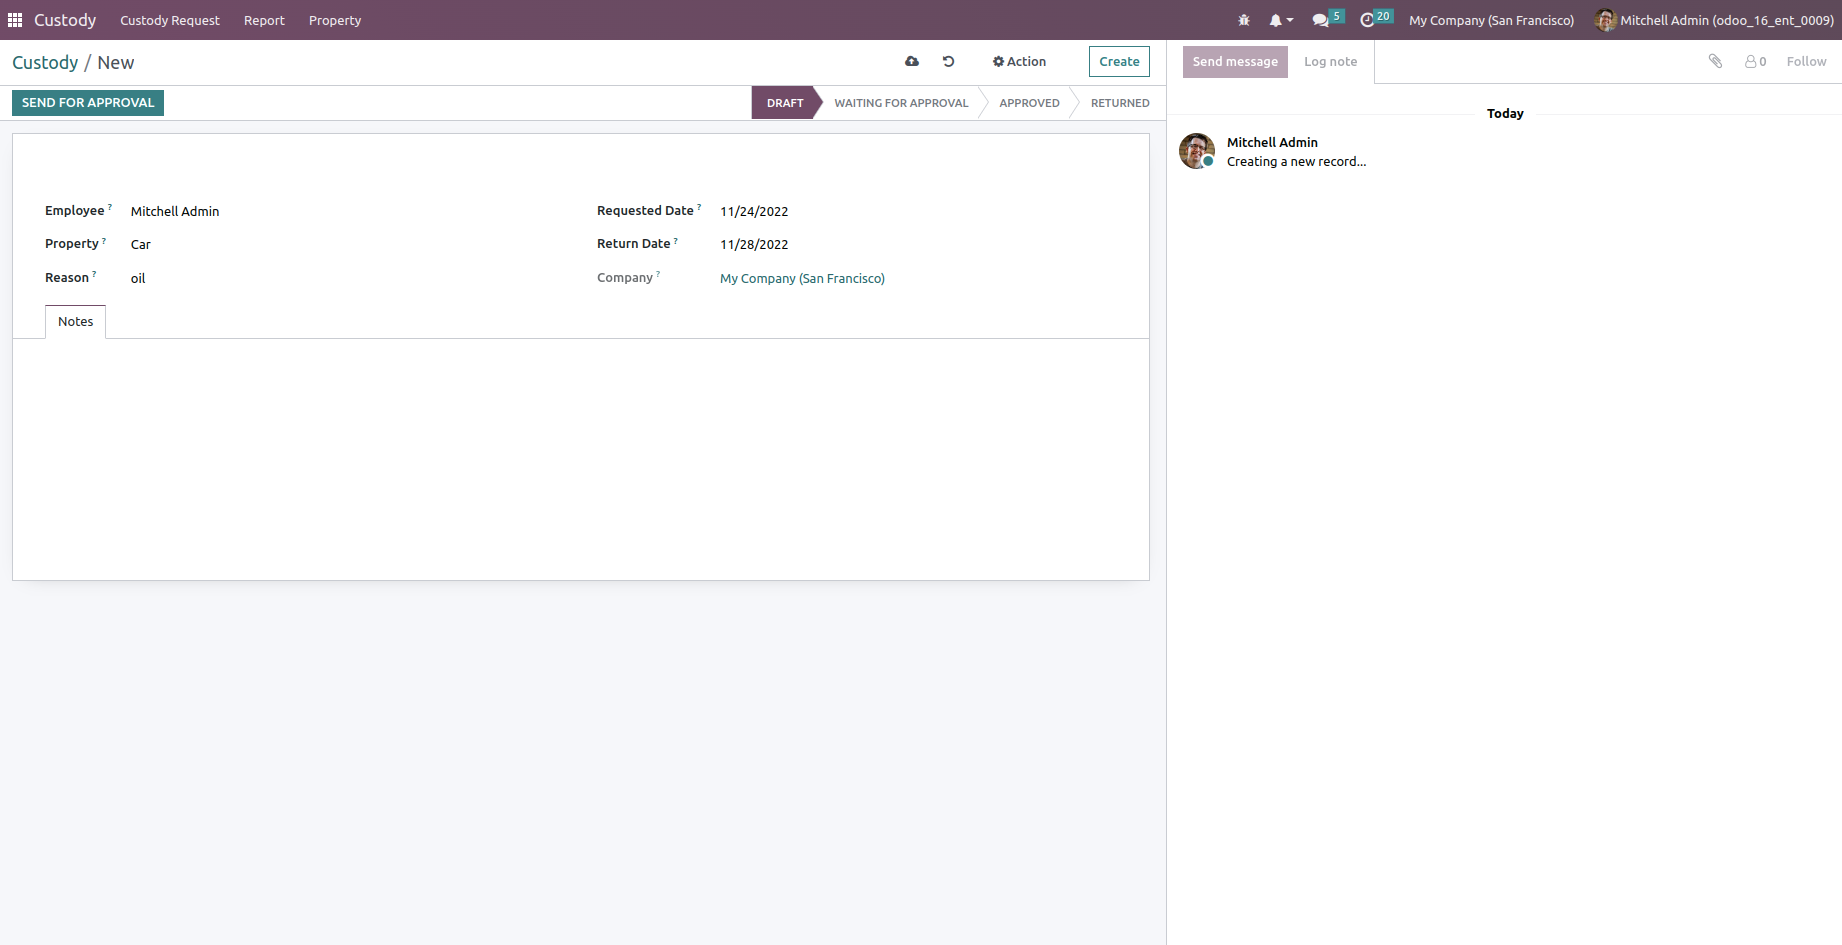 Custody Custody Request Report Property 5 20 My Company (San Francisco) Mitchell Admin (odoo_16_ent_0009)
Custody / New Action Create
SEND FOR APPROVAL DRAFT WAITING FOR APPROVAL APPROVED RETURNED
Employee ? Mitchell Admin Requested Date ? 11/24/2022
Property ? Car Return Date ? 11/28/2022
Reason ? oil Company ? My Company (San Francisco)
Notes
Send message Log note 0 Follow
Today
Mitchell Admin
Creating a new record...